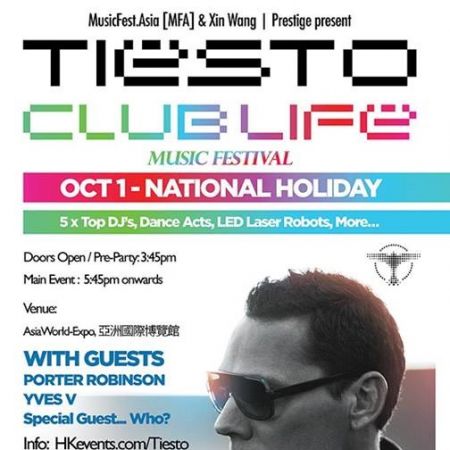 MusicFest.Asia [MFA] & Xin Wang | Prestige present
TIËSTO
CLUB LIFE
MUSIC FESTIVAL
OCT 1 - NATIONAL HOLIDAY
5 x Top DJ's, Dance Acts, LED Laser Robots, More...
Doors Open / Pre-Party: 3:45pm
Main Event : 5:45pm onwards
Venue:
AsiaWorld-Expo, 亞洲國際博覽館
WITH GUESTS
PORTER ROBINSON
YVES V
Special Guest... Who?
Info: HKevents.com/Tiesto